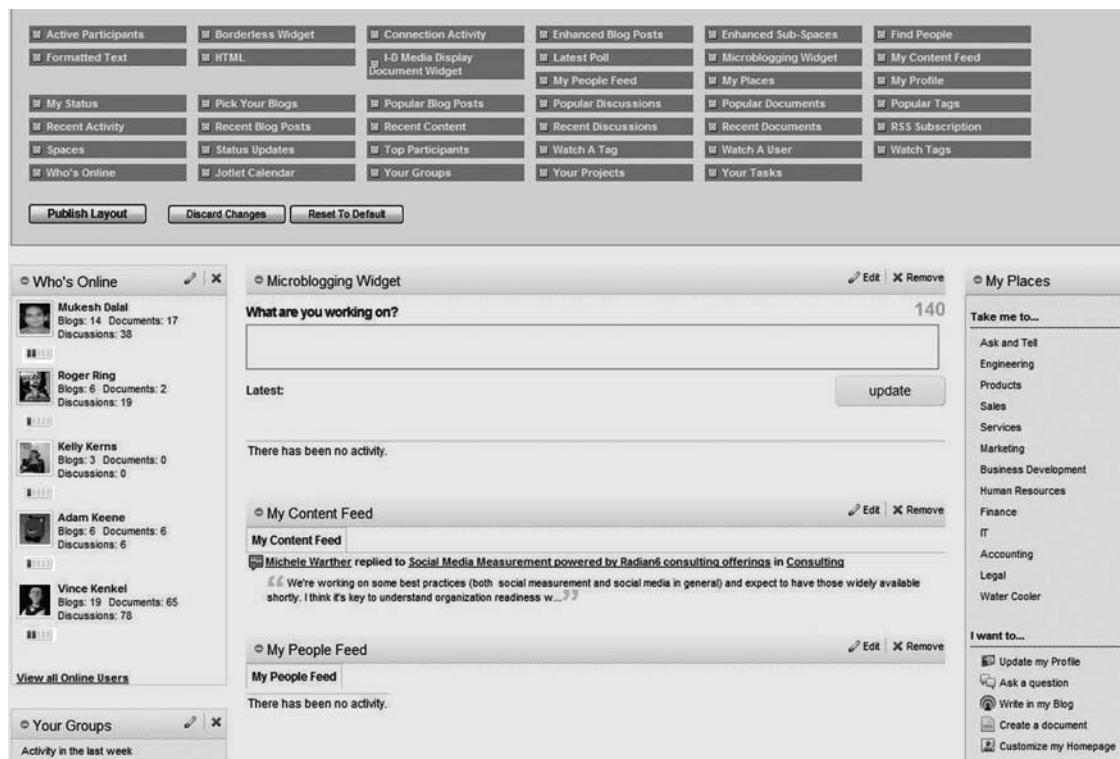 Active Participants Borderless Widget Connection Activity Enhanced Blog Posts Enhanced Sub-Spaces Find People
Formatted Text HTML I-D Media Display Document Widget Latest Poll Microblogging Widget My Content Feed
My People Feed My Places My Profile
My Status Pick Your Blogs Popular Blog Posts Popular Discussions Popular Documents Popular Tags
Recent Activity Recent Blog Posts Recent Content Recent Discussions Recent Documents RSS Subscription
Spaces Status Updates Top Participants Watch A Tag Watch A User Watch Tags
Who's Online Jotlet Calendar Your Groups Your Projects Your Tasks
Publish Layout Discard Changes Reset To Default
Who's Online
Mukesh Dalal
Blogs: 14 Documents: 17
Discussions: 38
Roger Ring
Blogs: 6 Documents: 2
Discussions: 19
Kelly Kerns
Blogs: 3 Documents: 0
Discussions: 0
Adam Keene
Blogs: 6 Documents: 6
Discussions: 6
Vince Kenkel
Blogs: 19 Documents: 65
Discussions: 78
View all Online Users
Your Groups
Activity in the last week
Microblogging Widget Edit Remove
What are you working on? 140
Latest: update
There has been no activity.
My Content Feed Edit Remove
My Content Feed
Michele Warther replied to Social Media Measurement powered by Radian6 consulting offerings in Consulting
“ We're working on some best practices (both social measurement and social media in general) and expect to have those widely available
shortly. I think it's key to understand organization readiness w... ”
My People Feed Edit Remove
My People Feed
There has been no activity.
My Places
Take me to...
Ask and Tell
Engineering
Products
Sales
Services
Marketing
Business Development
Human Resources
Finance
IT
Accounting
Legal
Water Cooler
I want to...
Update my Profile
Ask a question
Write in my Blog
Create a document
Customize my Homepage